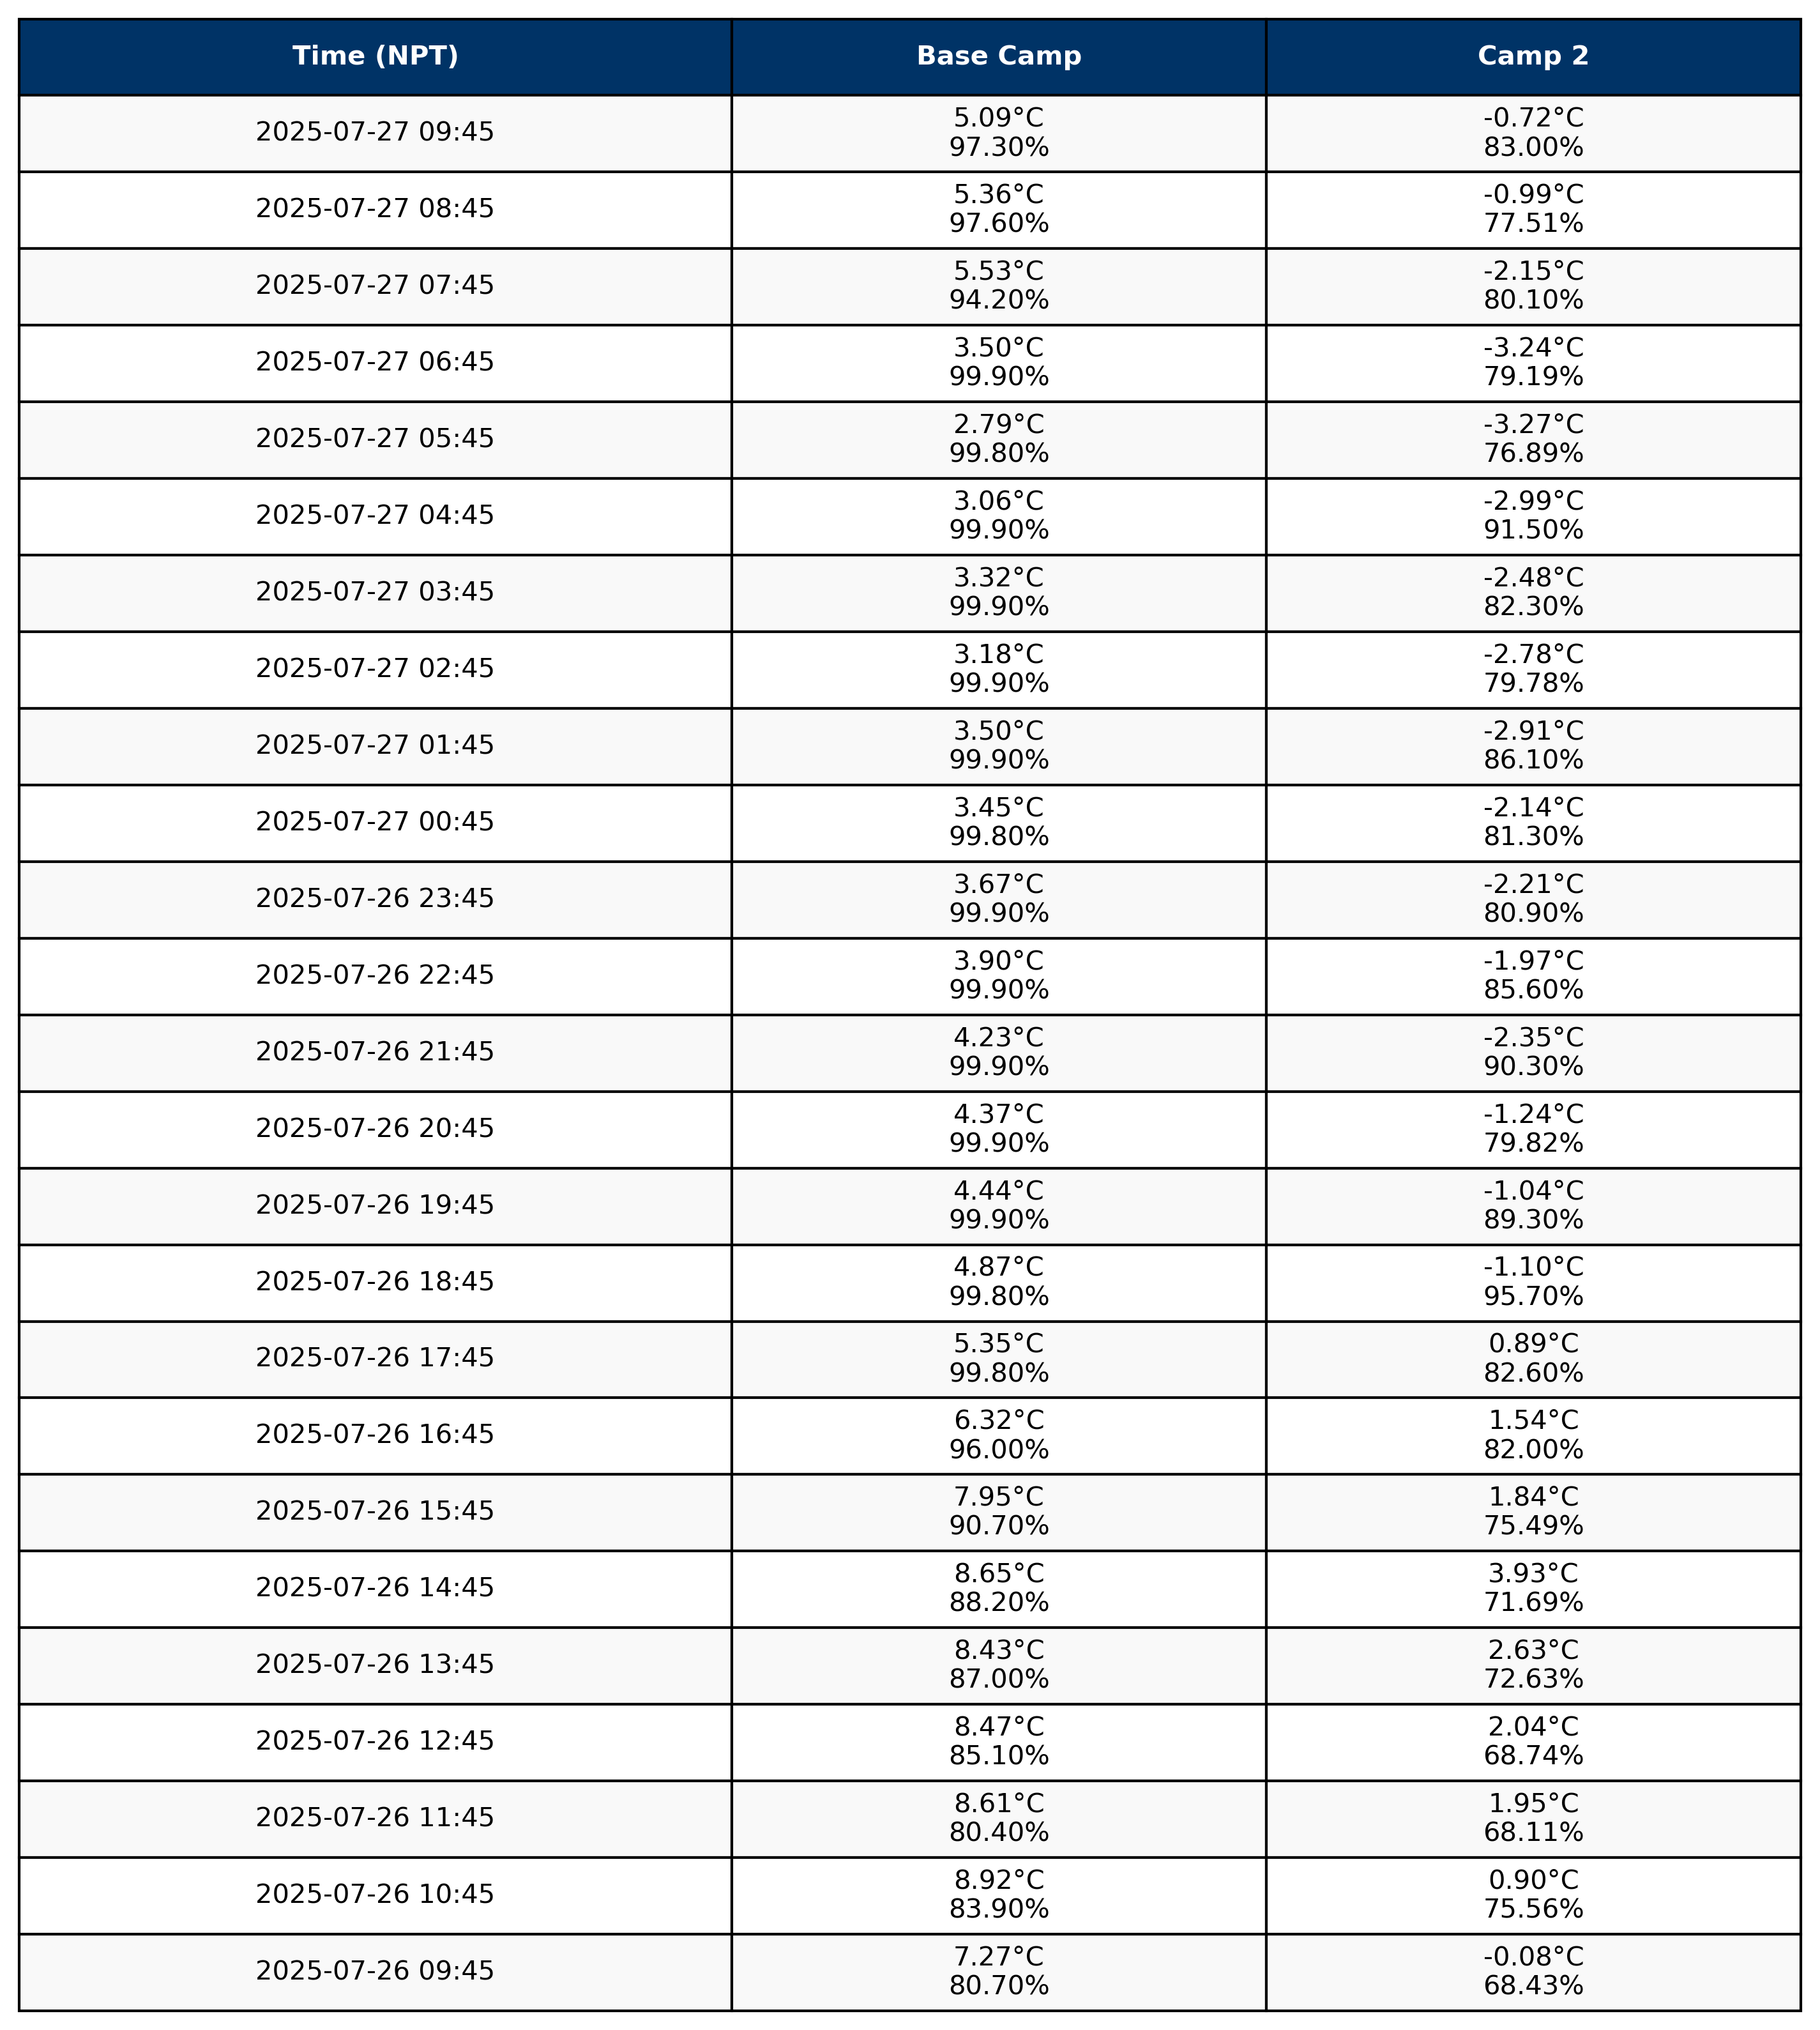 Time (NPT) Base Camp Camp 2
2025-07-27 09:45 5.09°C -0.72°C
97.30% 83.00%
2025-07-27 08:45 5.36°C -0.99°C
97.60% 77.51%
2025-07-27 07:45 5.53°C -2.15°C
94.20% 80.10%
2025-07-27 06:45 3.50°C -3.24°C
99.90% 79.19%
2025-07-27 05:45 2.79°C -3.27°C
99.80% 76.89%
2025-07-27 04:45 3.06°C -2.99°C
99.90% 91.50%
2025-07-27 03:45 3.32°C -2.48°C
99.90% 82.30%
2025-07-27 02:45 3.18°C -2.78°C
99.90% 79.78%
2025-07-27 01:45 3.50°C -2.91°C
99.90% 86.10%
2025-07-27 00:45 3.45°C -2.14°C
99.80% 81.30%
2025-07-26 23:45 3.67°C -2.21°C
99.90% 80.90%
2025-07-26 22:45 3.90°C -1.97°C
99.90% 85.60%
2025-07-26 21:45 4.23°C -2.35°C
99.90% 90.30%
2025-07-26 20:45 4.37°C -1.24°C
99.90% 79.82%
2025-07-26 19:45 4.44°C -1.04°C
99.90% 89.30%
2025-07-26 18:45 4.87°C -1.10°C
99.80% 95.70%
2025-07-26 17:45 5.35°C 0.89°C
99.80% 82.60%
2025-07-26 16:45 6.32°C 1.54°C
96.00% 82.00%
2025-07-26 15:45 7.95°C 1.84°C
90.70% 75.49%
2025-07-26 14:45 8.65°C 3.93°C
88.20% 71.69%
2025-07-26 13:45 8.43°C 2.63°C
87.00% 72.63%
2025-07-26 12:45 8.47°C 2.04°C
85.10% 68.74%
2025-07-26 11:45 8.61°C 1.95°C
80.40% 68.11%
2025-07-26 10:45 8.92°C 0.90°C
83.90% 75.56%
2025-07-26 09:45 7.27°C -0.08°C
80.70% 68.43%